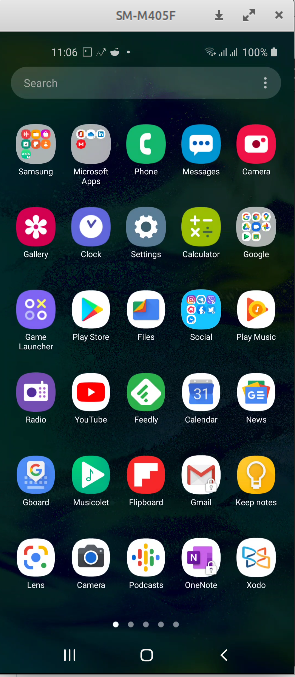 SM-M405F
11:06
100%
Search
Samsung
Microsoft Apps
Phone
Messages
Camera
Gallery
Clock
Settings
Calculator
Google
Game Launcher
Play Store
Files
Social
Play Music
Radio
YouTube
Feedly
31
Calendar
GE
News
G
Gboard
Musicolet
Flipboard
Gmail
Keep notes
Lens
Camera
Podcasts
N
OneNote
Xodo